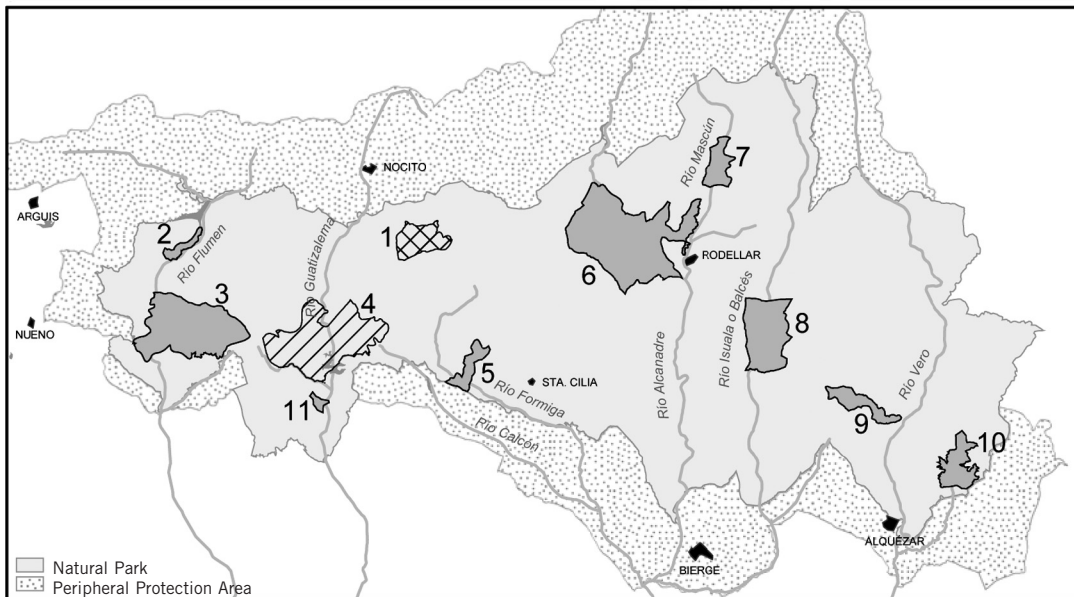 NOCITO
ARGUIS
NUENO
RODELLAR
STA. CILIA
BIERGE
ALQUÉZAR
Río Flumen
Río Guatizalema
Río Formiga
Río Calcón
Río Alcanadre
Río Mascún
Río Isuala o Balcés
Río Vero
1
2
3
4
5
6
7
8
9
10
11
Natural Park
Peripheral Protection Area